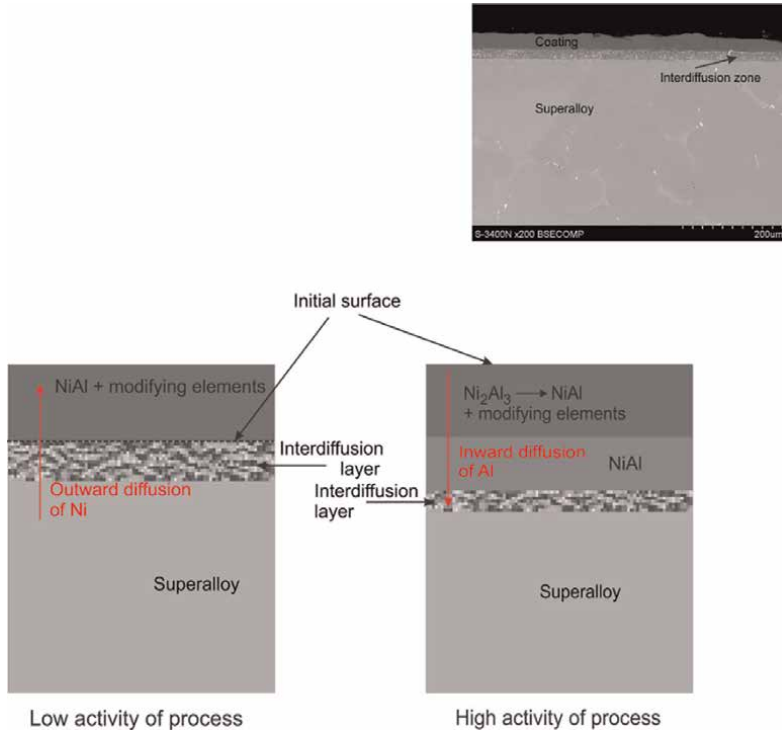 Coating
Interdiffusion zone
Superalloy
S-3400N x200 BSECOMP
200um
Initial surface
NiAl + modifying elements
Interdiffusion
layer
Outward diffusion
of Ni
Superalloy
Low activity of process
Ni₂Al₃ → NiAl
+ modifying elements
Inward diffusion
of Al
NiAl
Interdiffusion
layer
Superalloy
High activity of process